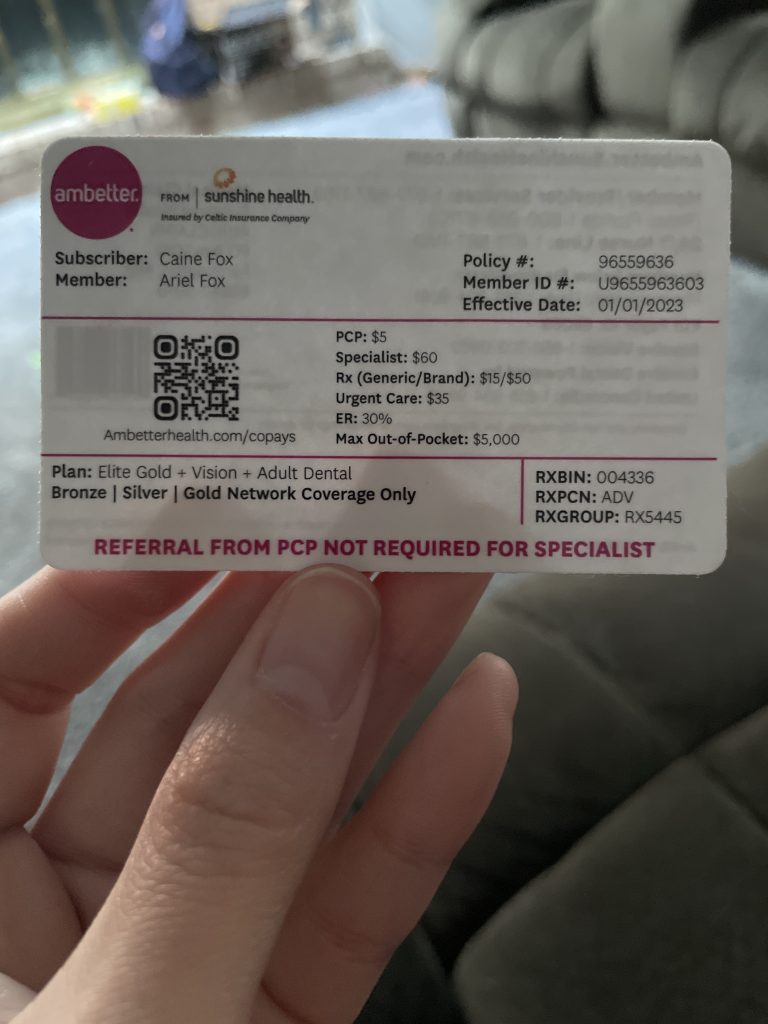 ambetter.
FROM | sunshine health.
Insured by Celtic Insurance Company
Subscriber: Caine Fox
Member: Ariel Fox
Policy #: 96559636
Member ID #: U9655963603
Effective Date: 01/01/2023
Ambetterhealth.com/copays
PCP: $5
Specialist: $60
Rx (Generic/Brand): $15/$50
Urgent Care: $35
ER: 30%
Max Out-of-Pocket: $5,000
Plan: Elite Gold + Vision + Adult Dental
Bronze | Silver | Gold Network Coverage Only
RXBIN: 004336
RXPCN: ADV
RXGROUP: RX5445
REFERRAL FROM PCP NOT REQUIRED FOR SPECIALIST